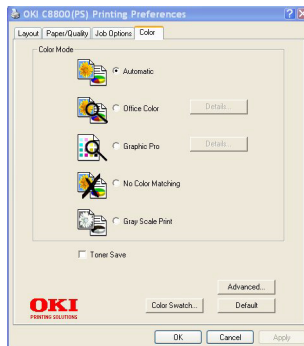 OKI C8800(PS) Printing Preferences
Layout Paper/Quality Job Options Color
Color Mode
Automatic
Office Color Details...
Graphic Pro Details...
No Color Matching
Gray Scale Print
Toner Save
Advanced...
OKI
PRINTING SOLUTIONS
Color Swatch... Default
OK Cancel Apply